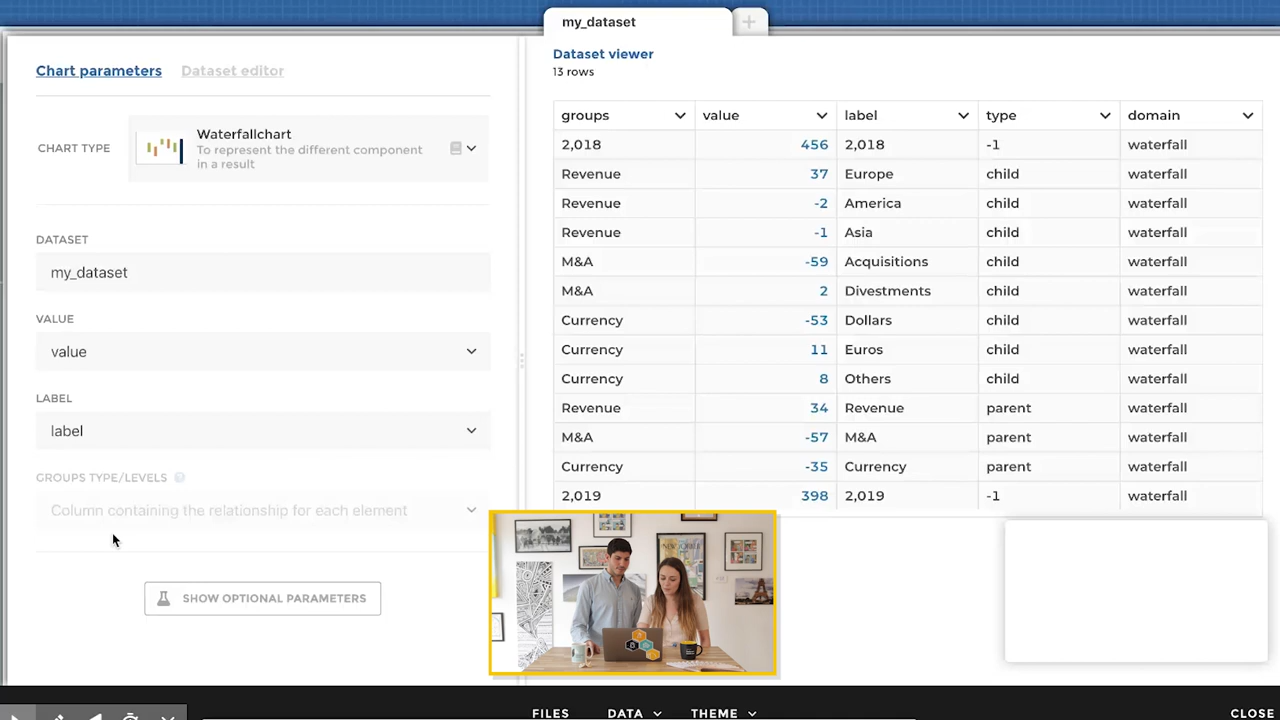 my_dataset
Chart parameters
Dataset editor
CHART TYPE
Waterfallchart
To represent the different component
in a result
DATASET
my_dataset
VALUE
value
LABEL
label
GROUPS TYPE/LEVELS
Column containing the relationship for each element
SHOW OPTIONAL PARAMETERS
Dataset viewer
13 rows
groups value label type domain
2,018 456 2,018 -1 waterfall
Revenue 37 Europe child waterfall
Revenue -2 America child waterfall
Revenue -1 Asia child waterfall
M&A -59 Acquisitions child waterfall
M&A 2 Divestments child waterfall
Currency -53 Dollars child waterfall
Currency 11 Euros child waterfall
Currency 8 Others child waterfall
Revenue 34 Revenue parent waterfall
M&A -57 M&A parent waterfall
Currency -35 Currency parent waterfall
2,019 398 2,019 -1 waterfall
FILES DATA THEME CLOSE